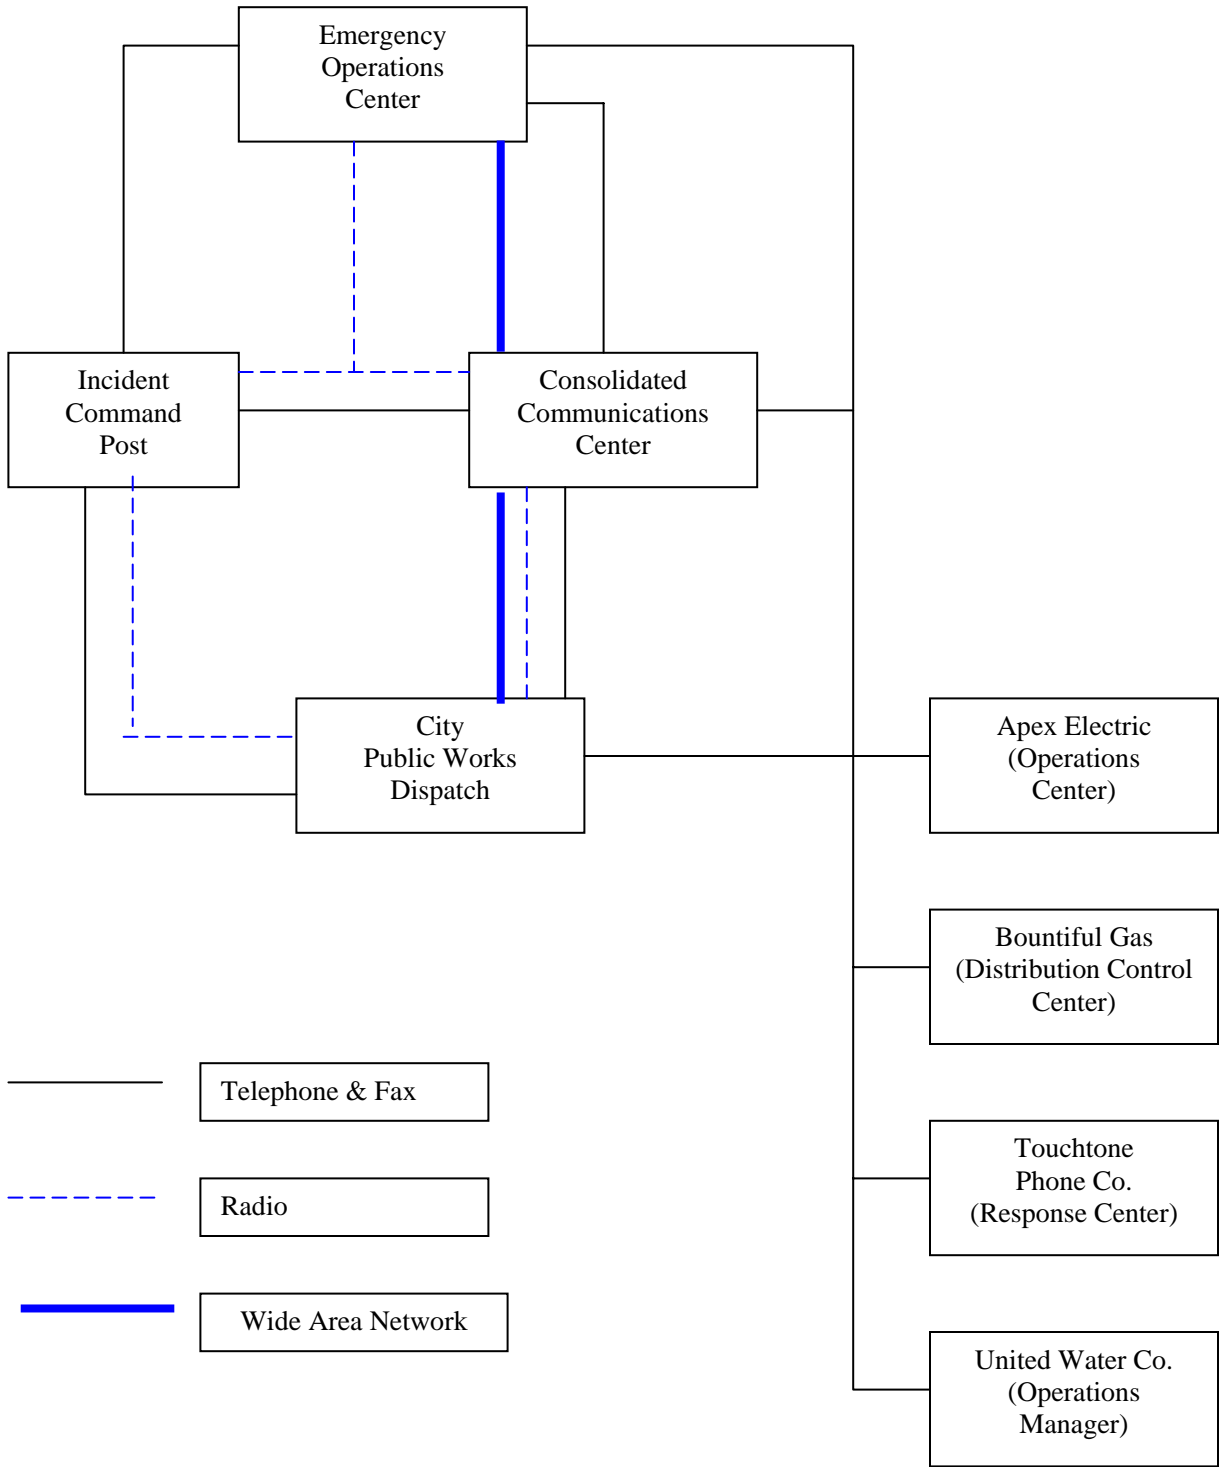 Emergency
Operations
Center
Incident
Command
Post
Consolidated
Communications
Center
City
Public Works
Dispatch
Apex Electric
(Operations
Center)
Bountiful Gas
(Distribution Control
Center)
Touchtone
Phone Co.
(Response Center)
United Water Co.
(Operations
Manager)
Telephone & Fax
Radio
Wide Area Network